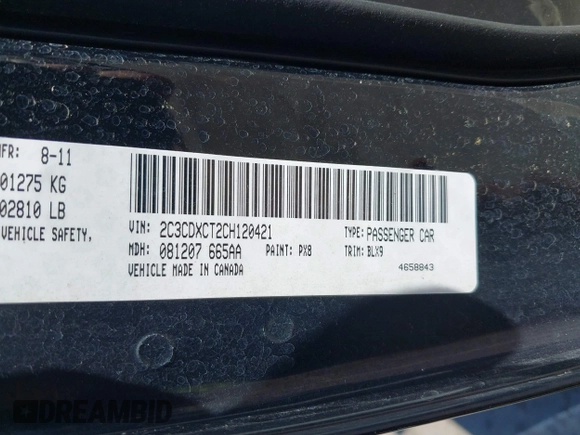 MFR: 8-11
01275 KG
02810 LB
VEHICLE SAFETY,
VIN: 2C3CDXCT2CH120421
TYPE: PASSENGER CAR
MDH: 081207 665AA
PAINT: PX8
TRIM: BLX9
VEHICLE MADE IN CANADA
4658843
DREAMBID